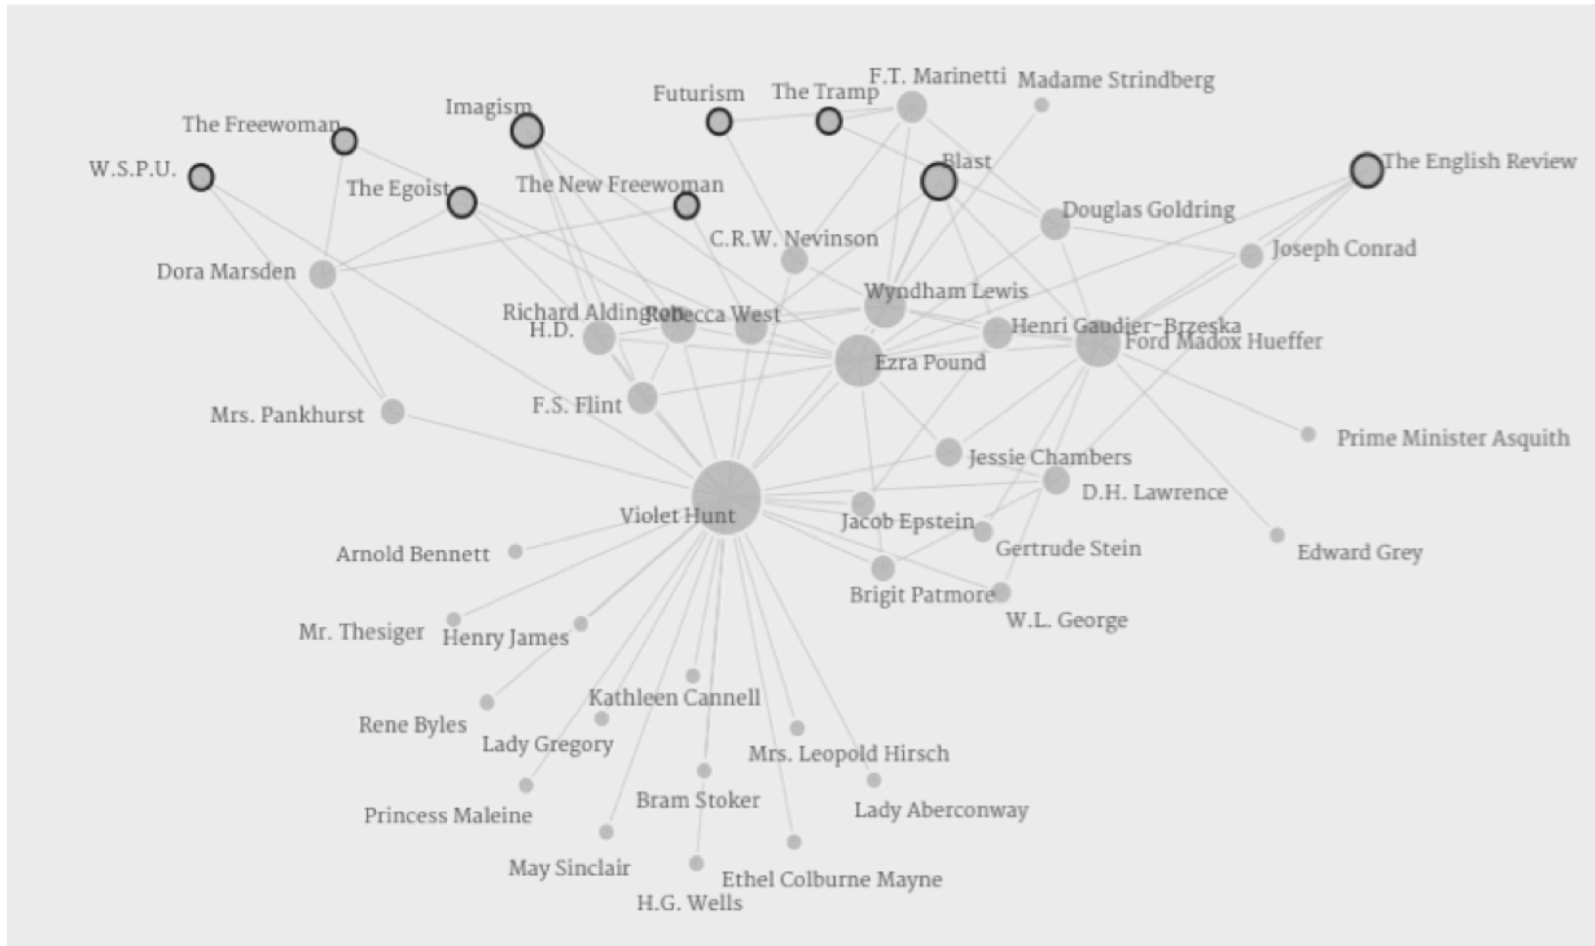 F.T. Marinetti
Madame Strindberg
Futurism
The Tramp
Imagism
The Freewoman
W.S.P.U.
Blast
The English Review
The Egoist
The New Freewoman
Douglas Goldring
C.R.W. Nevinson
Joseph Conrad
Dora Marsden
Wyndham Lewis
Richard Aldington
Rebecca West
H.D.
Henri Gaudier-Brzeska
Ford Madox Hueffer
Ezra Pound
F.S. Flint
Mrs. Pankhurst
Prime Minister Asquith
Jessie Chambers
D.H. Lawrence
Violet Hunt
Jacob Epstein
Gertrude Stein
Arnold Bennett
Edward Grey
Brigit Patmore
W.L. George
Mr. Thesiger
Henry James
Kathleen Cannell
Rene Byles
Lady Gregory
Mrs. Leopold Hirsch
Bram Stoker
Lady Aberconway
Princess Maleine
May Sinclair
Ethel Colburne Mayne
H.G. Wells